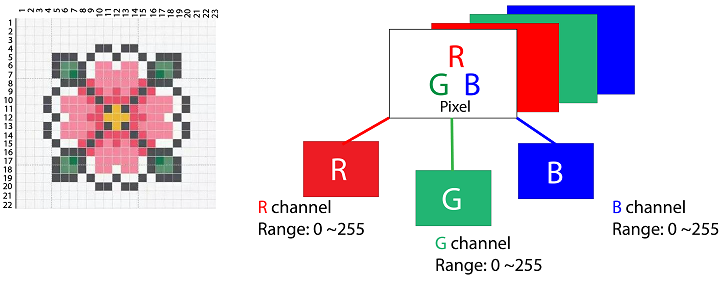 1 2 3 4 5 6 7 8 9 10 11 12 13 14 15 16 17 18 19 20 21 22 23
1
2
3
4
5
6
7
8
9
10
11
12
13
14
15
16
17
18
19
20
21
22
R
G B
Pixel
R
G
B
R channel
Range: 0 ~255
G channel
Range: 0 ~255
B channel
Range: 0 ~255